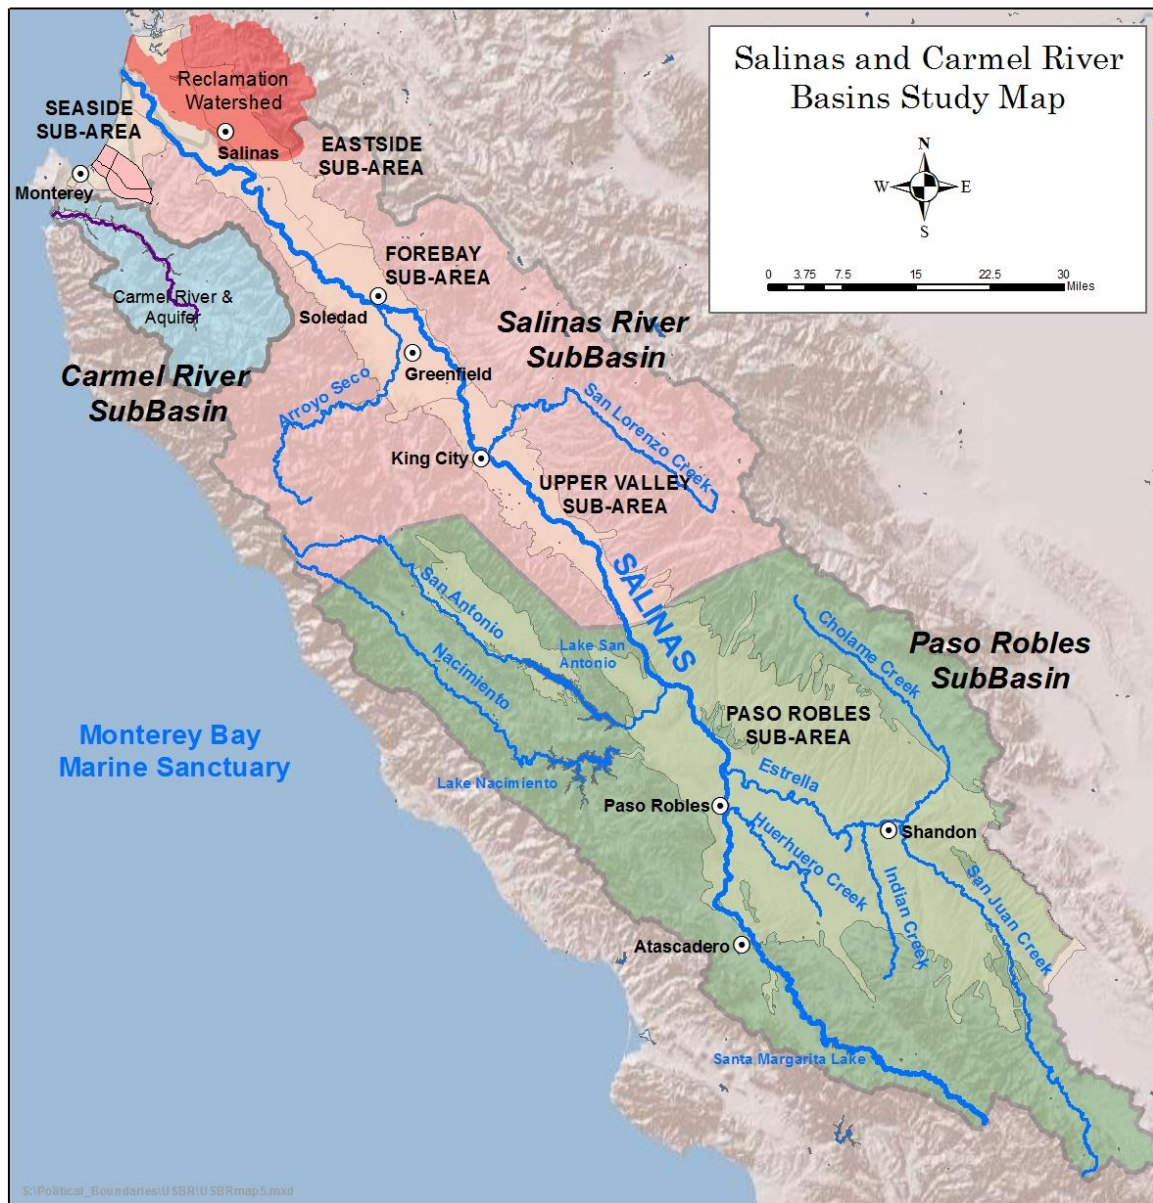 Salinas and Carmel River
Basins Study Map
N
W
E
S
0 3.75 7.5 15 22.5 30
Miles
Reclamation
Watershed
SEASIDE
SUB-AREA
Salinas
EASTSIDE
SUB-AREA
Monterey
FOREBAY
SUB-AREA
Carmel River &
Aquifer
Soledad
Salinas River
SubBasin
Carmel River
SubBasin
Greenfield
Arroyo Seco
San Lorenzo Creek
King City
UPPER VALLEY
SUB-AREA
SALINAS
San Antonio
Lake San
Antonio
Nacimiento
Cholame Creek
Paso Robles
SubBasin
PASO ROBLES
SUB-AREA
Monterey Bay
Marine Sanctuary
Estrella
Lake Nacimiento
Paso Robles
Shandon
Huerhuero Creek
Indian Creek
San Juan Creek
Atascadero
Santa Margarita Lake
S:\Political_Boundaries\USBR\USBRmap5.mxd